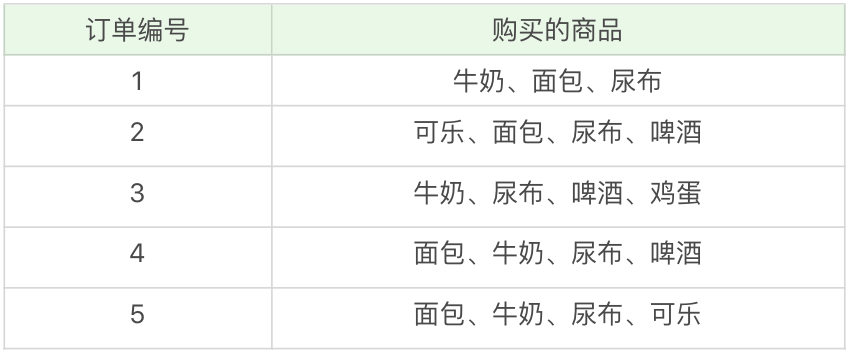 订单编号 购买的商品
1 牛奶、面包、尿布
2 可乐、面包、尿布、啤酒
3 牛奶、尿布、啤酒、鸡蛋
4 面包、牛奶、尿布、啤酒
5 面包、牛奶、尿布、可乐